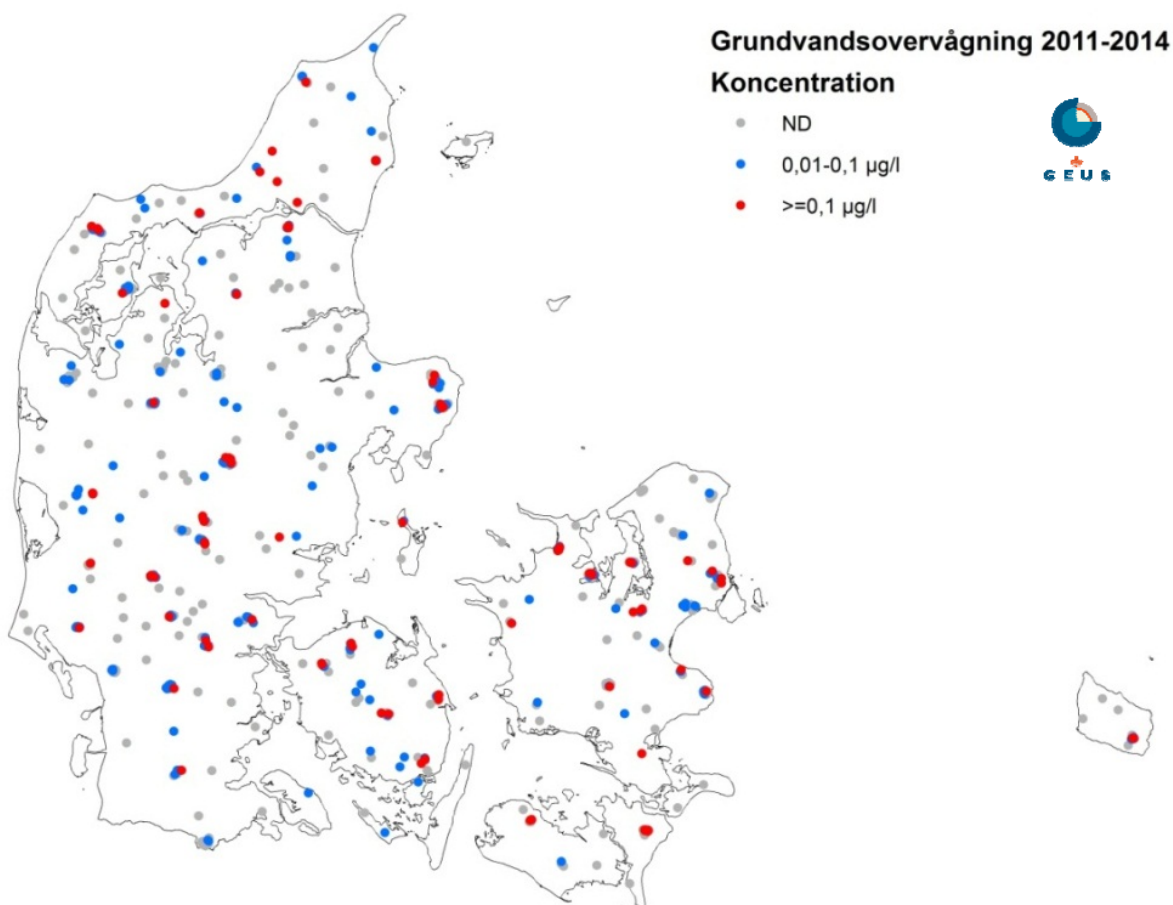 Grundvandsovervågning 2011-2014
Koncentration
ND
0,01-0,1 µg/l
>=0,1 µg/l
GEUS